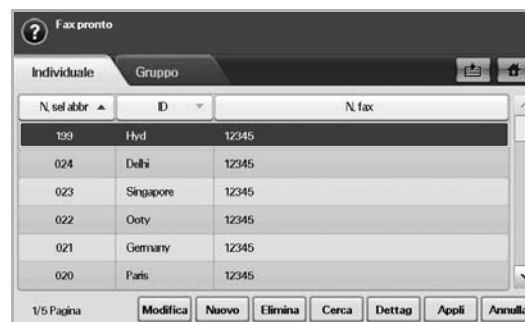 Fax pronto
Individuale Gruppo
N. sel abbr ID N. fax
199 Hyd 12345
024 Delhi 12345
023 Singapore 12345
022 Ooty 12345
021 Germany 12345
020 Paris 12345
1/5 Pagina Modifica Nuovo Elimina Cerca Dettag Appli Annulla